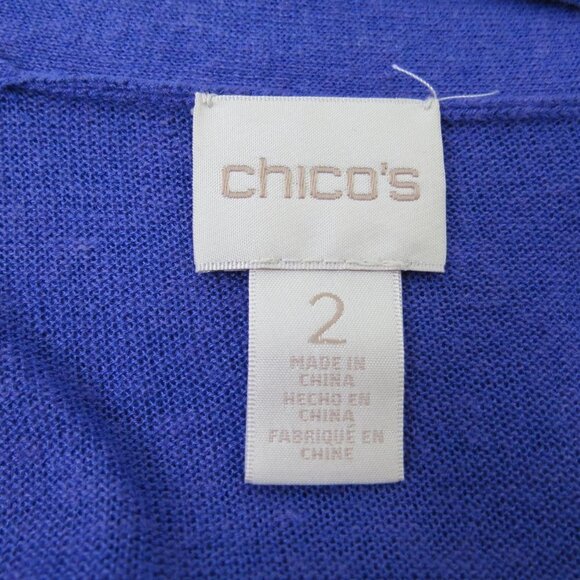 chico's
2
MADE IN
CHINA
HECHO EN
CHINA
FABRIQUÉ EN
CHINE